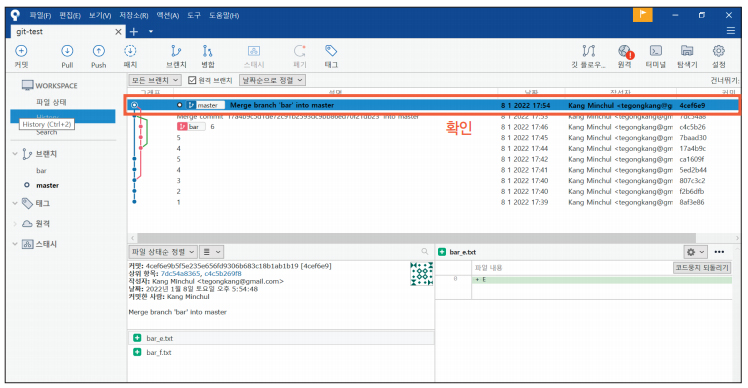 파일(F) 편집(E) 보기(V) 저장소(R) 액션(A) 도구 도움말(H)
git-test
커밋 Pull Push 패치 브랜치 병합 스태시 폐기 태그 깃 플로우.. 원격 터미널 탐색기 설정
모든 브랜치 원격 브랜치 날짜순으로 정렬 건너뛰기:
그래프 설명 날짜 작성자 커밋
WORKSPACE
파일 상태
History
History (Ctrl+2)
Search
브랜치
bar
master
태그
원격
스태시
master Merge branch 'bar' into master 8 1 2022 17:54 Kang Minchul <tegongkang@g 4cef6e9
Merge commit '17a4b9c5d1de72c91b2593dc9bb6e6d70f27db25' into master 8 1 2022 17:53 Kang Minchul <tegongkang@gm 7dc54a8
bar 6 8 1 2022 17:46 Kang Minchul <tegongkang@gm c4c5b26
확인
5 8 1 2022 17:45 Kang Minchul <tegongkang@gm 7baad30
4 8 1 2022 17:44 Kang Minchul <tegongkang@gm 17a4b9c
5 8 1 2022 17:42 Kang Minchul <tegongkang@gm ca1609f
4 8 1 2022 17:41 Kang Minchul <tegongkang@gm 5ed2b44
3 8 1 2022 17:40 Kang Minchul <tegongkang@gm 807c3c2
2 8 1 2022 17:40 Kang Minchul <tegongkang@gm f2b6dfb
1 8 1 2022 17:39 Kang Minchul <tegongkang@gm 8af3e86
파일 상태순 정렬
커밋: 4cef6e9b5f5e235e656fd9306b683c18b1ab1b19 [4cef6e9]
상위 항목: 7dc54a8365, c4c5b269f8
작성자: Kang Minchul <tegongkang@gmail.com>
날짜: 2022년 1월 8일 토요일 오후 5:54:48
커밋한 사람: Kang Minchul
Merge branch 'bar' into master
bar_e.txt
bar_f.txt
bar_e.txt
파일 내용 코드뭉치 되돌리기
0 + E